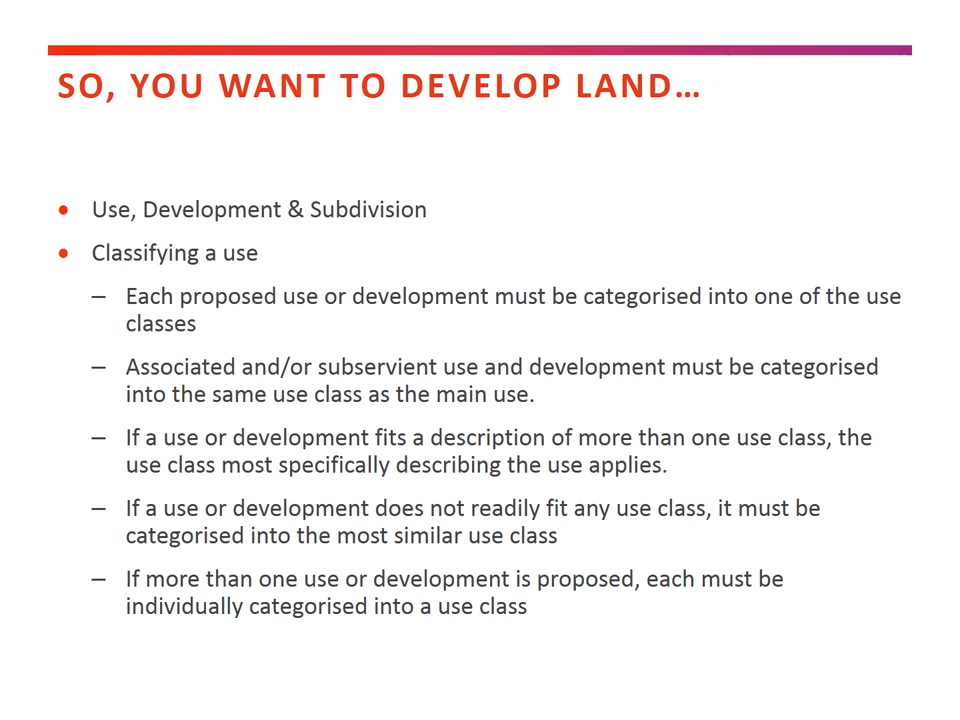 SO, YOU WANT TO DEVELOP LAND…
• Use, Development & Subdivision
• Classifying a use
– Each proposed use or development must be categorised into one of the use
classes
– Associated and/or subservient use and development must be categorised
into the same use class as the main use.
– If a use or development fits a description of more than one use class, the
use class most specifically describing the use applies.
– If a use or development does not readily fit any use class, it must be
categorised into the most similar use class
– If more than one use or development is proposed, each must be
individually categorised into a use class